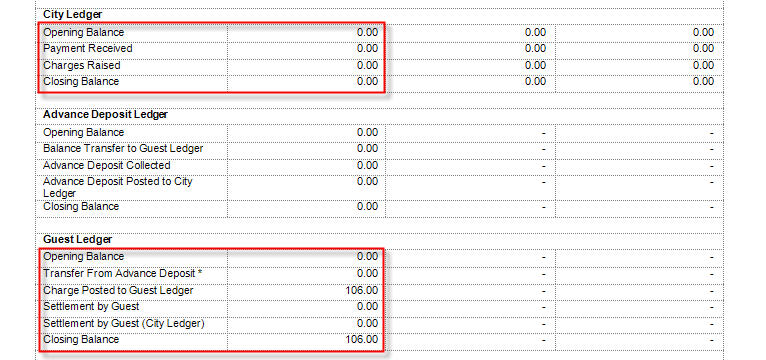 City Ledger
Opening Balance 0.00 0.00 0.00
Payment Received 0.00 0.00 0.00
Charges Raised 0.00 0.00 0.00
Closing Balance 0.00 0.00 0.00
Advance Deposit Ledger
Opening Balance 0.00 - -
Balance Transfer to Guest Ledger 0.00 - -
Advance Deposit Collected 0.00 - -
Advance Deposit Posted to City 0.00 - -
Ledger
Closing Balance 0.00 - -
Guest Ledger
Opening Balance 0.00 - -
Transfer From Advance Deposit * 0.00 - -
Charge Posted to Guest Ledger 106.00 - -
Settlement by Guest 0.00 - -
Settlement by Guest (City Ledger) 0.00 - -
Closing Balance 106.00 - -